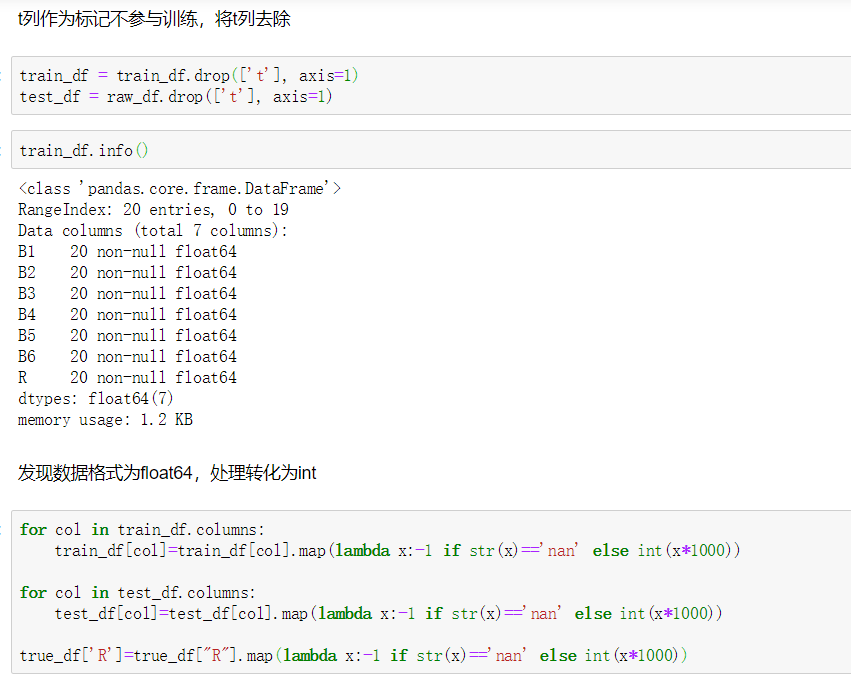 t列作为标记不参与训练，将t列去除
train_df = train_df.drop(['t'], axis=1)
test_df = raw_df.drop(['t'], axis=1)
train_df.info()
<class 'pandas.core.frame.DataFrame'>
RangeIndex: 20 entries, 0 to 19
Data columns (total 7 columns):
B1    20 non-null float64
B2    20 non-null float64
B3    20 non-null float64
B4    20 non-null float64
B5    20 non-null float64
B6    20 non-null float64
R     20 non-null float64
dtypes: float64(7)
memory usage: 1.2 KB
发现数据格式为float64，处理转化为int
for col in train_df.columns:
    train_df[col]=train_df[col].map(lambda x:-1 if str(x)=='nan' else int(x*1000))
for col in test_df.columns:
    test_df[col]=test_df[col].map(lambda x:-1 if str(x)=='nan' else int(x*1000))
true_df['R']=true_df["R"].map(lambda x:-1 if str(x)=='nan' else int(x*1000))